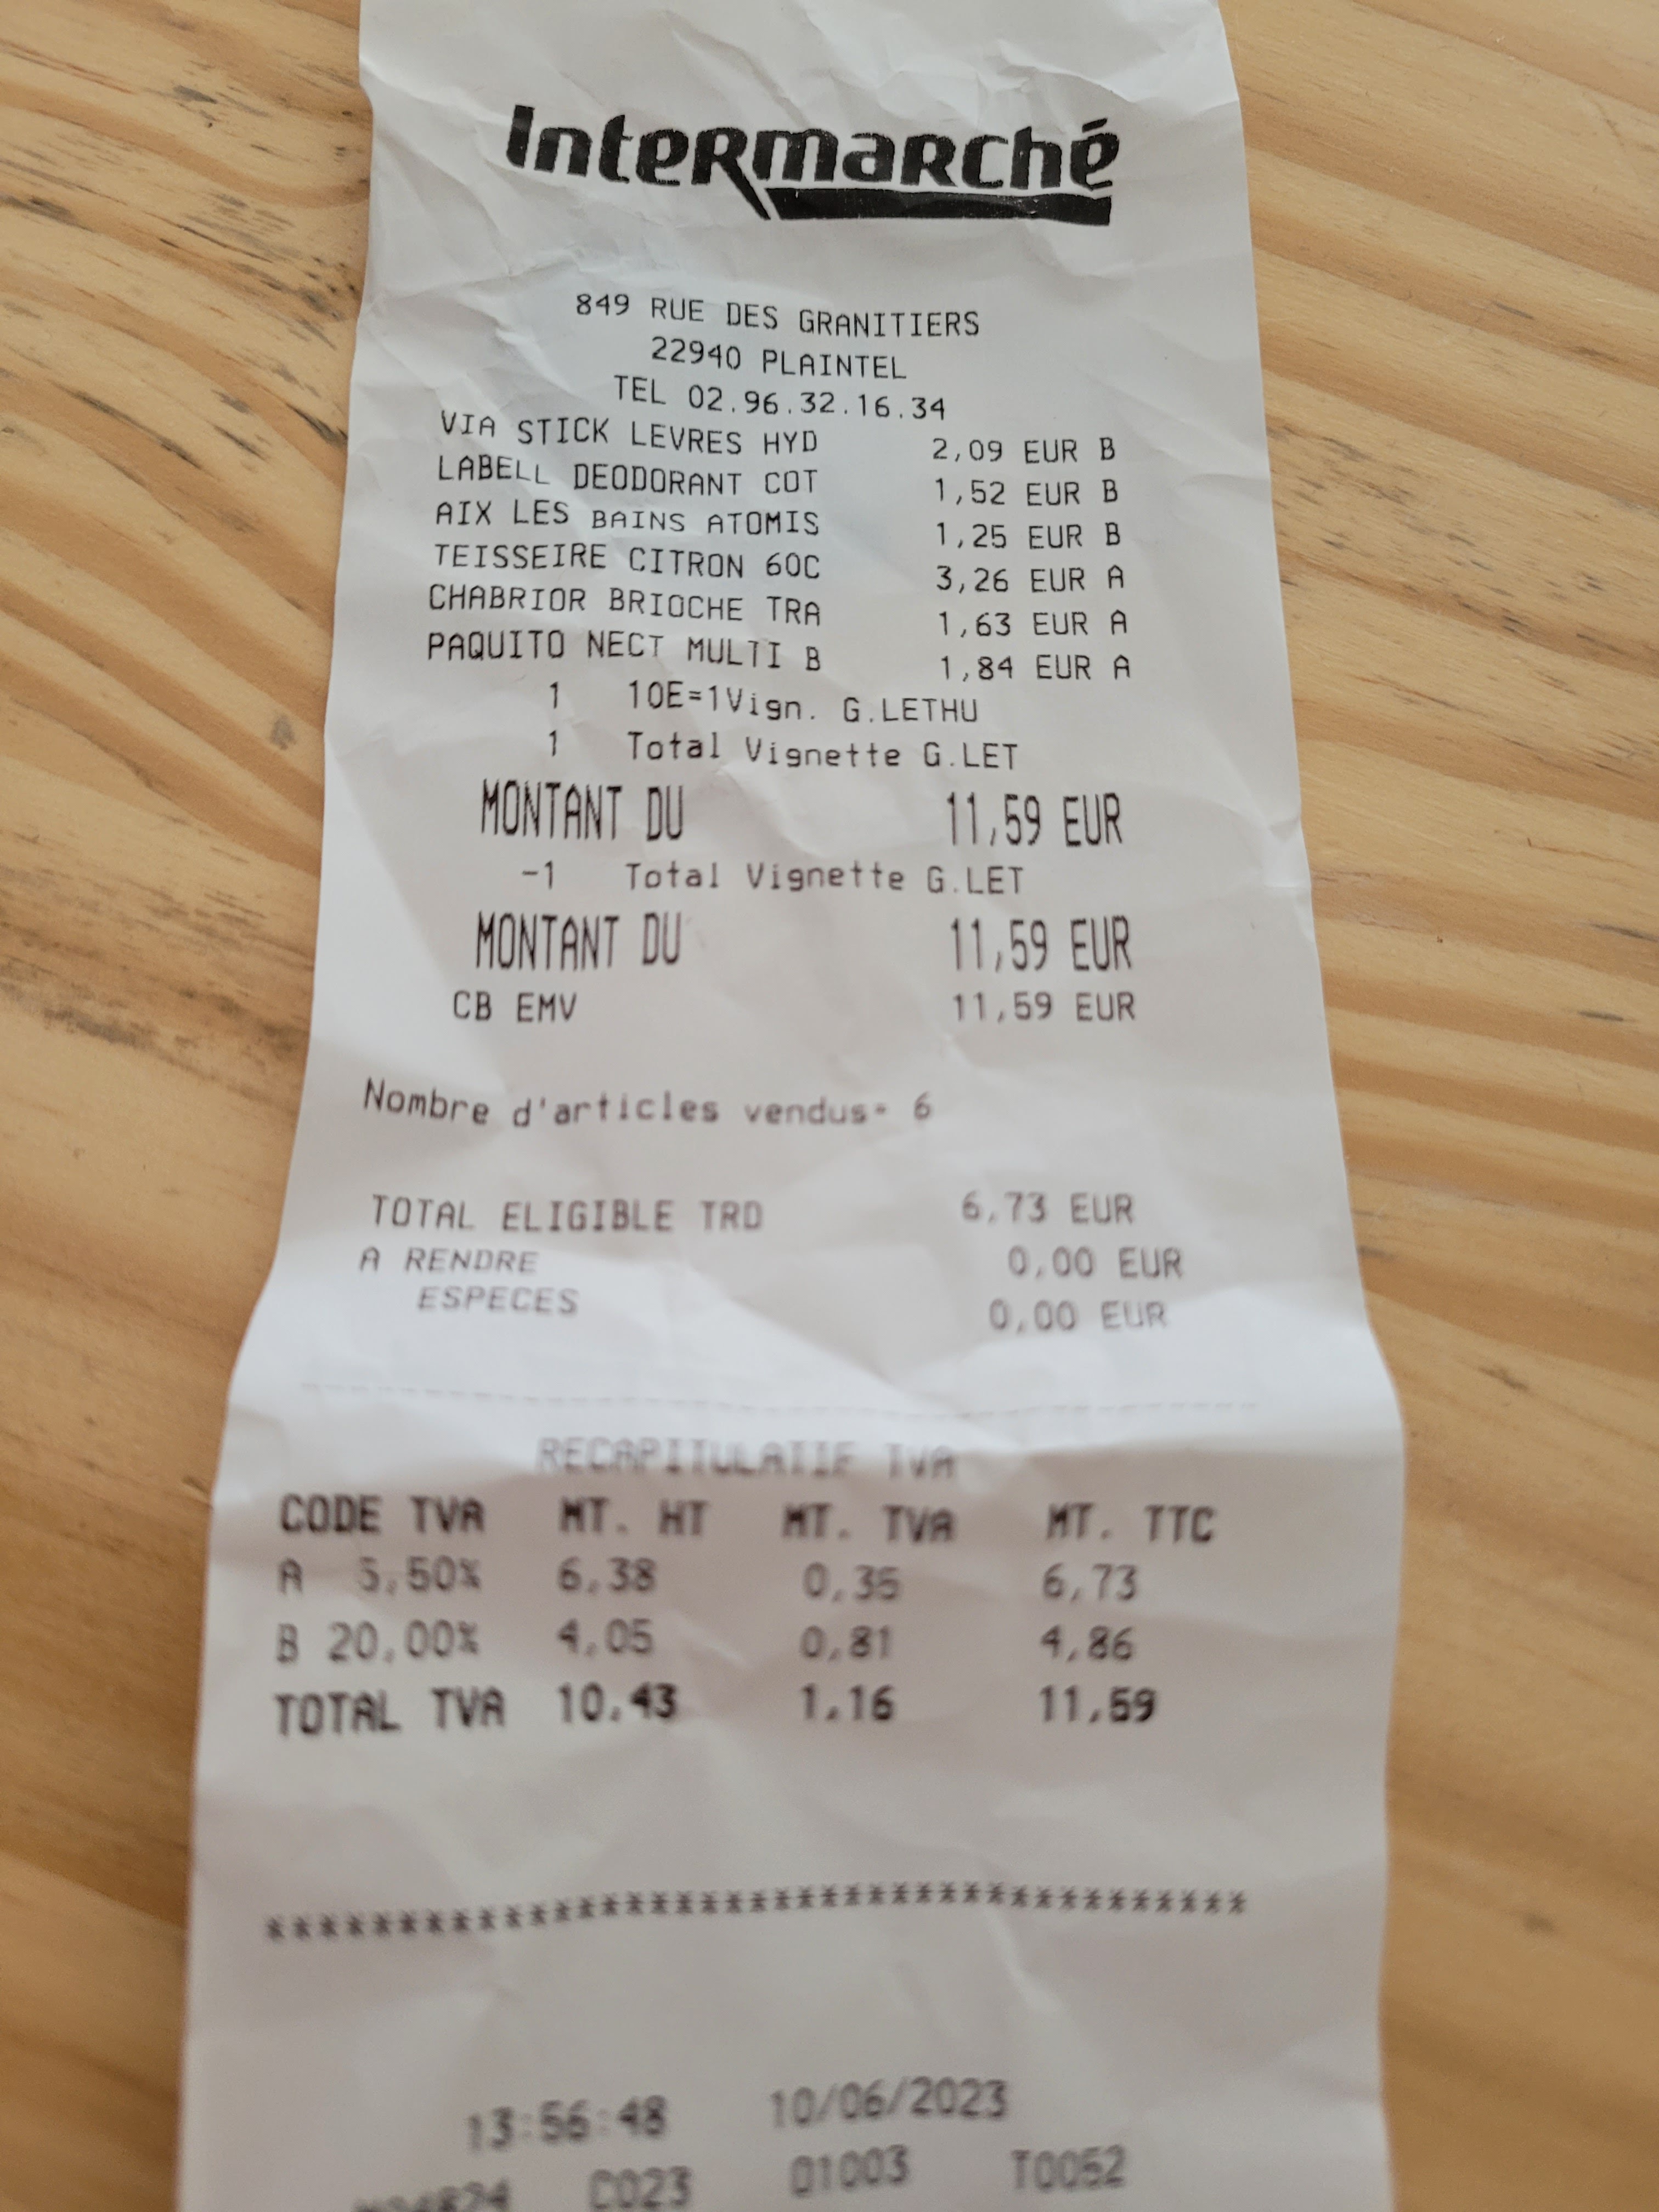 Intermarché
849 RUE DES GRANITIERS
22940 PLAINTEL
TEL 02.96.32.16.34
VIA STICK LEVRES HYD 2,09 EUR B
LABELL DEODORANT COT 1,52 EUR B
AIX LES BAINS ATOMIS 1,25 EUR B
TEISSEIRE CITRON 60C 3,26 EUR A
CHABRIOR BRIOCHE TRA 1,63 EUR A
PAQUITO NECT MULTI B 1,84 EUR A
1 10E=1Vign. G.LETHU
1 Total Vignette G.LET
MONTANT DU 11,59 EUR
-1 Total Vignette G.LET
MONTANT DU 11,59 EUR
CB EMV 11,59 EUR
Nombre d'articles vendus= 6
TOTAL ELIGIBLE TRD 6,73 EUR
A RENDRE 0,00 EUR
ESPECES 0,00 EUR
RECAPITULATIF TVA
CODE TVA MT. HT MT. TVA MT. TTC
A 5,50% 6,38 0,35 6,73
B 20,00% 4,05 0,81 4,86
TOTAL TVA 10,43 1,16 11,59
*************************************
13:56:48 10/06/2023
C023 01003 T0052